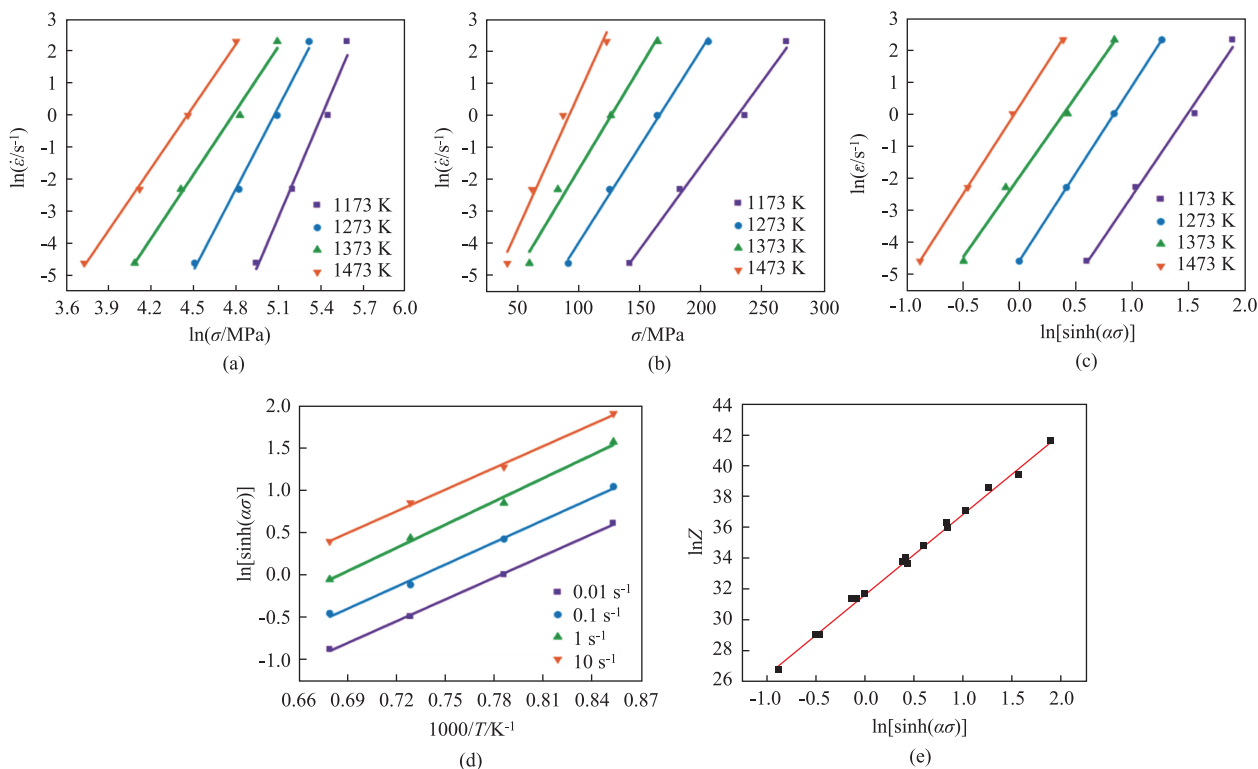 3
2
1
0
-1
-2
-3
-4
-5
ln(ε̇/s⁻¹)
1173 K
1273 K
1373 K
1473 K
3.6 3.9 4.2 4.5 4.8 5.1 5.4 5.7 6.0
ln(σ/MPa)
(a)
3
2
1
0
-1
-2
-3
-4
-5
ln(ε̇/s⁻¹)
1173 K
1273 K
1373 K
1473 K
50 100 150 200 250 300
σ/MPa
(b)
3
2
1
0
-1
-2
-3
-4
-5
ln(ε/s⁻¹)
1173 K
1273 K
1373 K
1473 K
-1.0 -0.5 0.0 0.5 1.0 1.5 2.0
ln[sinh(ασ)]
(c)
2.0
1.5
1.0
0.5
0.0
-0.5
-1.0
ln[sinh(ασ)]
0.01 s⁻¹
0.1 s⁻¹
1 s⁻¹
10 s⁻¹
0.66 0.69 0.72 0.75 0.78 0.81 0.84 0.87
1000/T/K⁻¹
(d)
44
42
40
38
36
34
32
30
28
26
lnZ
-1.0 -0.5 0.0 0.5 1.0 1.5 2.0
ln[sinh(ασ)]
(e)